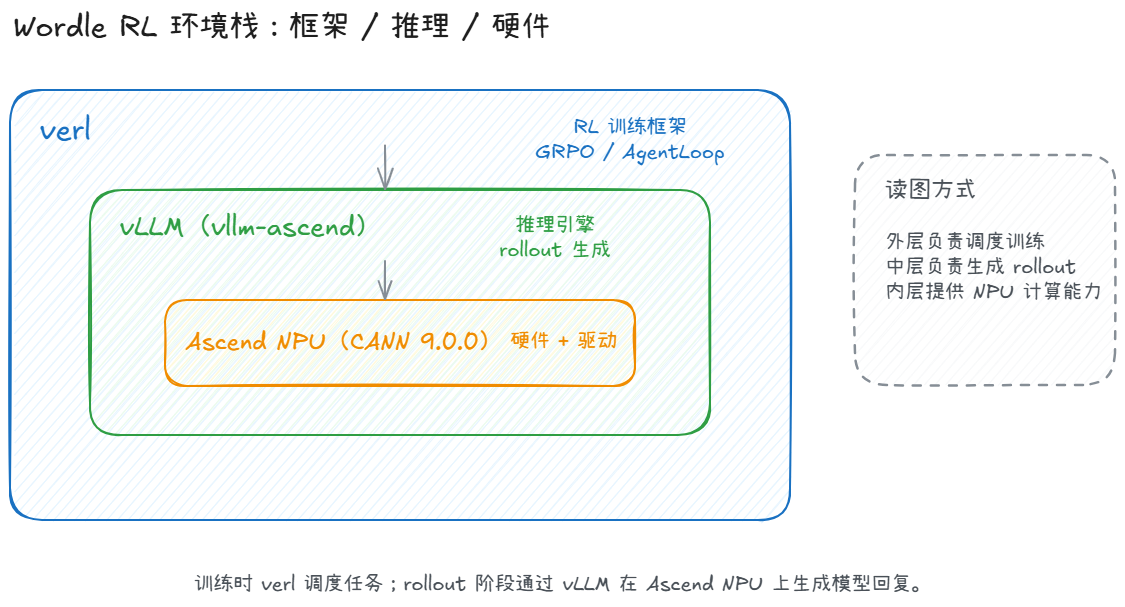 Wordle RL 环境栈：框架 / 推理 / 硬件
verl
RL 训练框架
GRPO / AgentLoop
vLLM（vllm-ascend）
推理引擎
rollout 生成
Ascend NPU（CANN 9.0.0） 硬件 + 驱动
读图方式
外层负责调度训练
中层负责生成 rollout
内层提供 NPU 计算能力
训练时 verl 调度任务；rollout 阶段通过 vLLM 在 Ascend NPU 上生成模型回复。